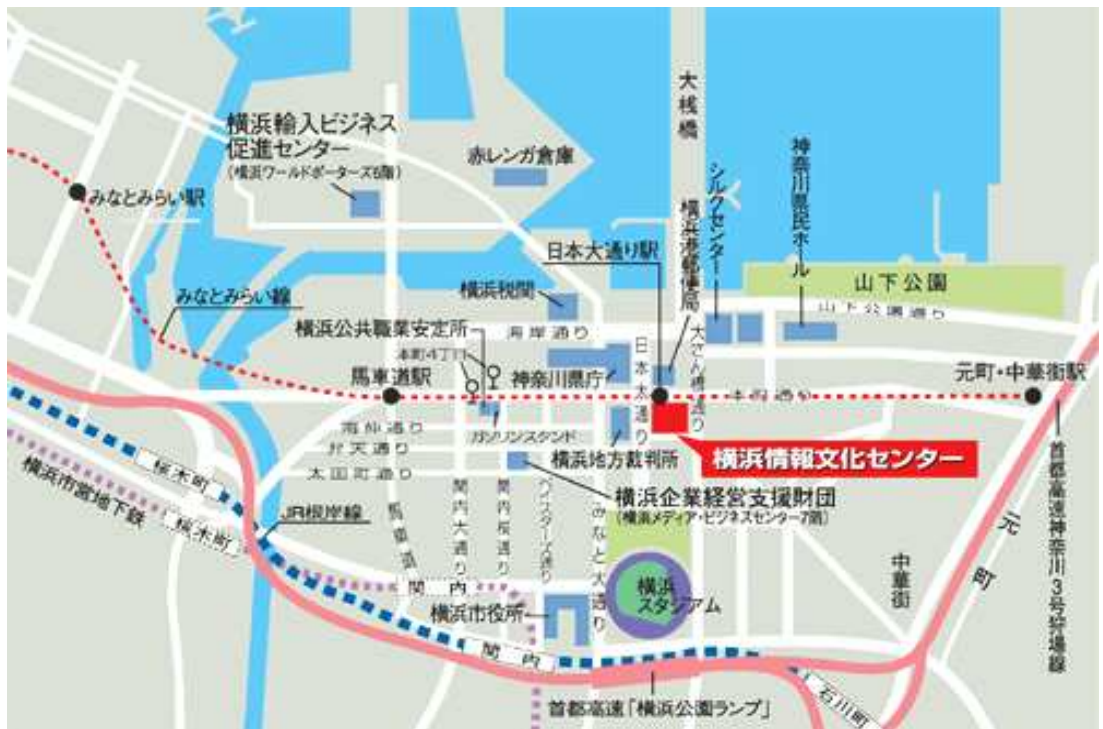 大桟橋
横浜輸入ビジネス
促進センター
(横浜ワールドポーターズ5階)
赤レンガ倉庫
シルクセンター
神奈川県民ホール
みなとみらい駅
日本大通り駅
横浜港郵便局
山下公園
山下公園通り
みなとみらい線
横浜税関
海岸通り
横浜公共職業安定所
本町4丁目
神奈川県庁
日本大通り
大さん橋通り
馬車道駅
本町通り
元町・中華街駅
南仲通り
ガソリンスタンド
弁天通り
横浜地方裁判所
横浜情報文化センター
太田町通り
桜木町
横浜市営地下鉄
桜木町
横浜企業経営支援財団
(横浜メディア・ビジネスセンター7階)
JR根岸線
馬車道
関内大通り
関内桜通り
ベイスターズ通り
みなと大通り
首都高速神奈川3号狩場線
元町
中華街
関内
横浜
スタジアム
横浜市役所
関内
石川町
首都高速「横浜公園ランプ」